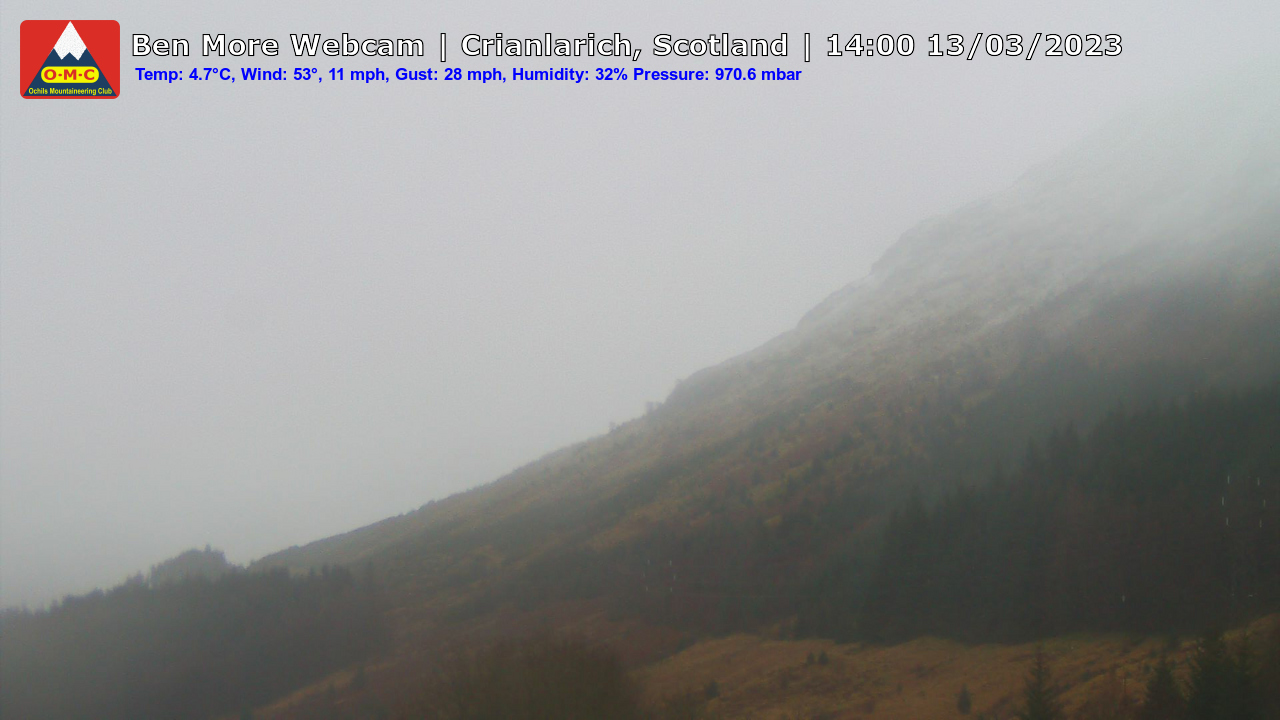 Ben More Webcam | Crianlarich, Scotland | 14:00 13/03/2023
Temp: 4.7°C, Wind: 53°, 11 mph, Gust: 28 mph, Humidity: 32% Pressure: 970.6 mbar
O·M·C
Ochils Mountaineering Club